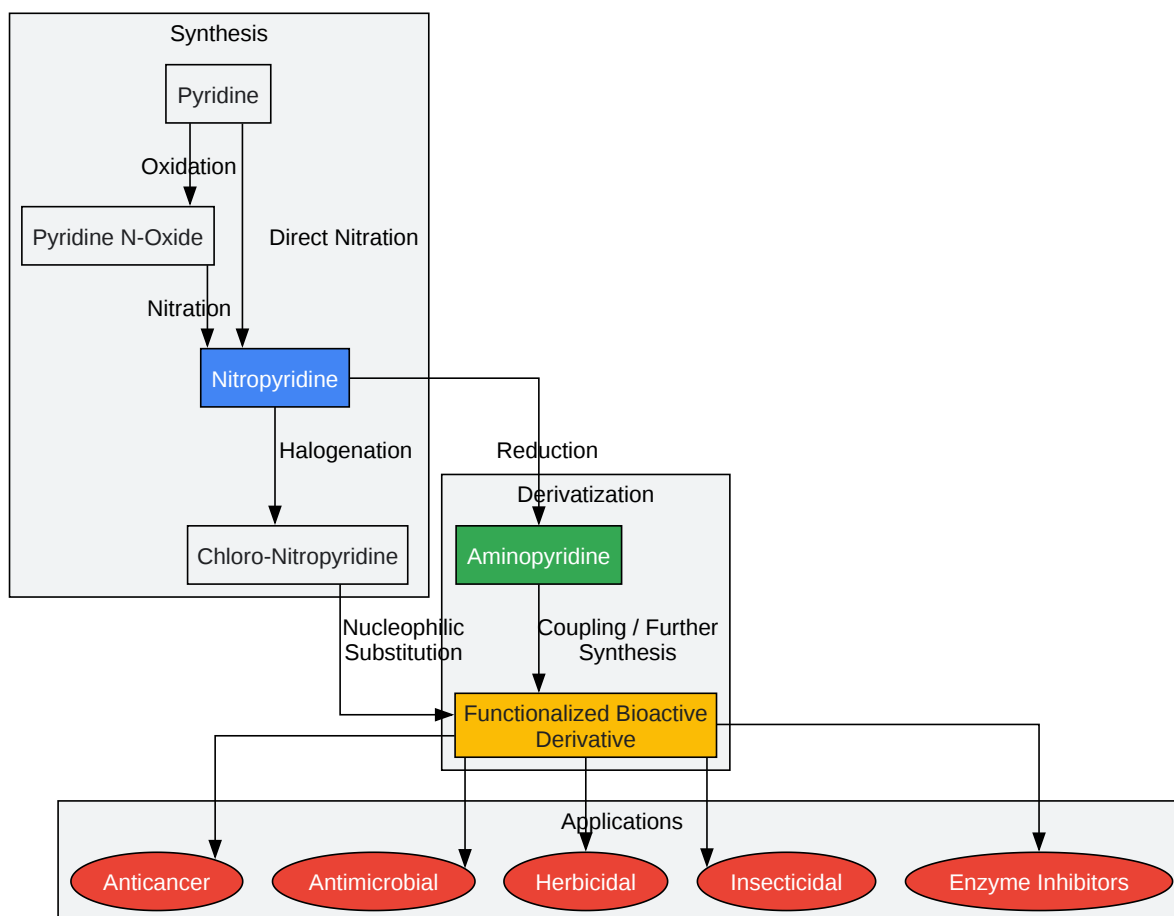 Synthesis
Pyridine
Oxidation
Pyridine N-Oxide
Direct Nitration
Nitration
Nitropyridine
Halogenation
Reduction
Derivatization
Chloro-Nitropyridine
Aminopyridine
Nucleophilic
Substitution
Coupling / Further
Synthesis
Functionalized Bioactive
Derivative
Applications
Anticancer
Antimicrobial
Herbicidal
Insecticidal
Enzyme Inhibitors